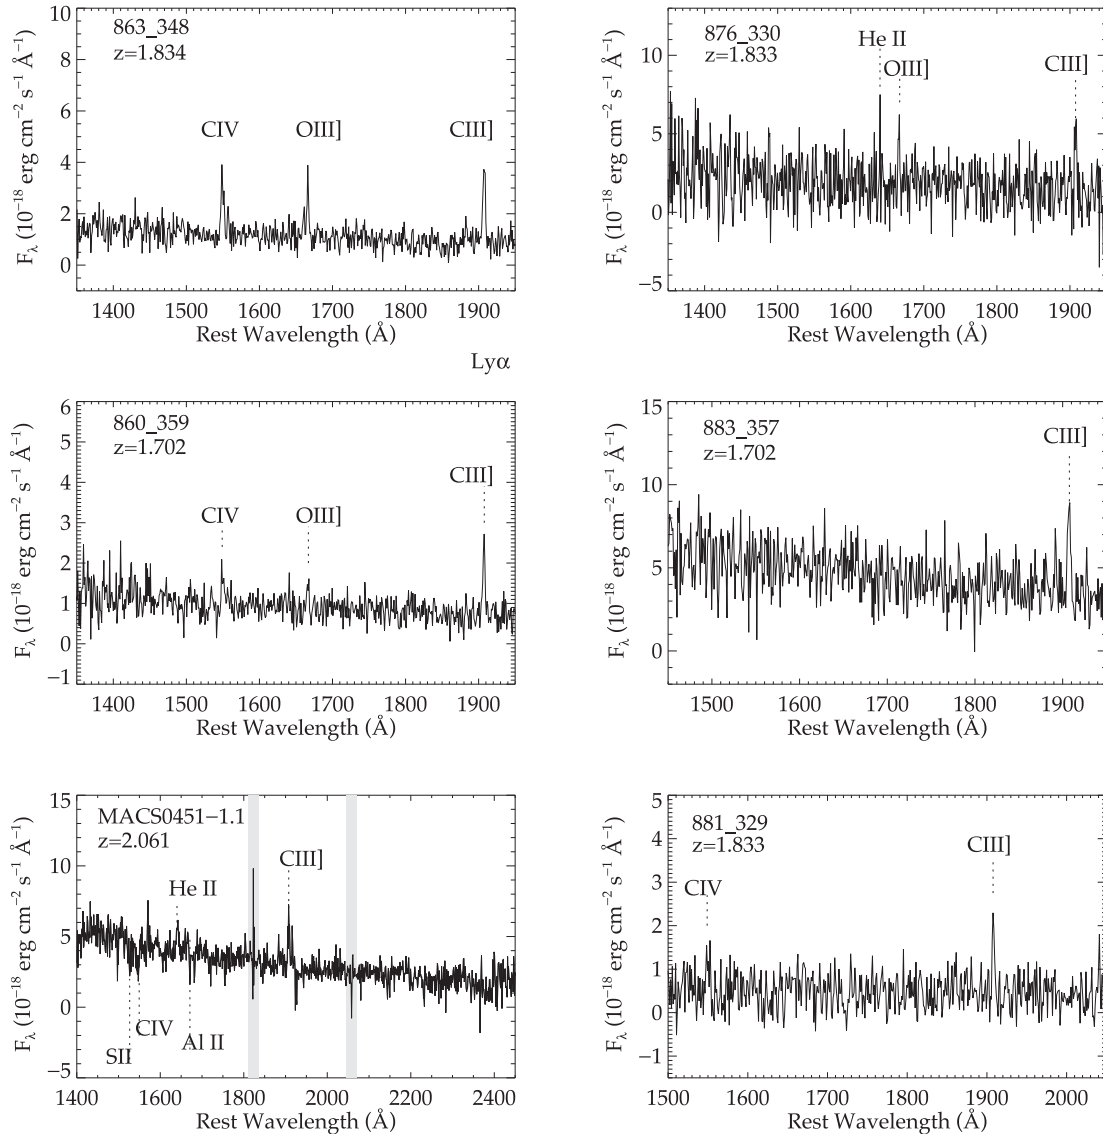 863_348
z=1.834
CIV
OIII]
CIII]
10
8
6
4
2
0
F_λ (10⁻¹⁸ erg cm⁻² s⁻¹ Å⁻¹)
1400 1500 1600 1700 1800 1900
Rest Wavelength (Å)
876_330
z=1.833
He II
OIII]
CIII]
10
5
0
−5
F_λ (10⁻¹⁸ erg cm⁻² s⁻¹ Å⁻¹)
1400 1500 1600 1700 1800 1900
Rest Wavelength (Å)
Lyα
860_359
z=1.702
CIV
OIII]
CIII]
6
5
4
3
2
1
0
−1
F_λ (10⁻¹⁸ erg cm⁻² s⁻¹ Å⁻¹)
1400 1500 1600 1700 1800 1900
Rest Wavelength (Å)
883_357
z=1.702
CIII]
15
10
5
0
F_λ (10⁻¹⁸ erg cm⁻² s⁻¹ Å⁻¹)
1500 1600 1700 1800 1900
Rest Wavelength (Å)
MACS0451−1.1
z=2.061
CIII]
He II
CIV
Al II
SII
15
10
5
0
−5
F_λ (10⁻¹⁸ erg cm⁻² s⁻¹ Å⁻¹)
1400 1600 1800 2000 2200 2400
Rest Wavelength (Å)
881_329
z=1.833
CIII]
CIV
5
4
3
2
1
0
−1
F_λ (10⁻¹⁸ erg cm⁻² s⁻¹ Å⁻¹)
1500 1600 1700 1800 1900 2000
Rest Wavelength (Å)